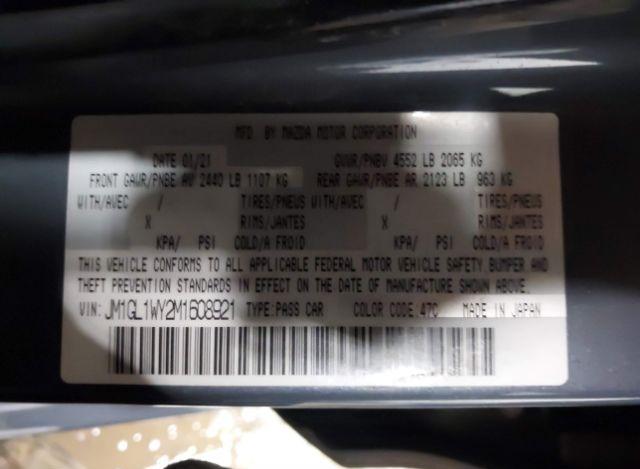 MFD. BY MAZDA MOTOR CORPORATION
DATE 01/21 GVWR/PNBV 4552 LB 2065 KG
FRONT GAWR/PNBE AV 2440 LB 1107 KG REAR GAWR/PNBE AR 2123 LB 963 KG
WITH/AVEC / TIRES/PNEUS WITH/AVEC / TIRES/PNEUS
X RIMS/JANTES X RIMS/JANTES
KPA/ PSI COLD/A FROID KPA/ PSI COLD/A FROID
THIS VEHICLE CONFORMS TO ALL APPLICABLE FEDERAL MOTOR VEHICLE SAFETY, BUMPER, AND
THEFT PREVENTION STANDARDS IN EFFECT ON THE DATE OF MANUFACTURE SHOWN ABOVE.
VIN: JM1GL1WY2M1608921 TYPE:PASS CAR COLOR CODE 47C MADE IN JAPAN